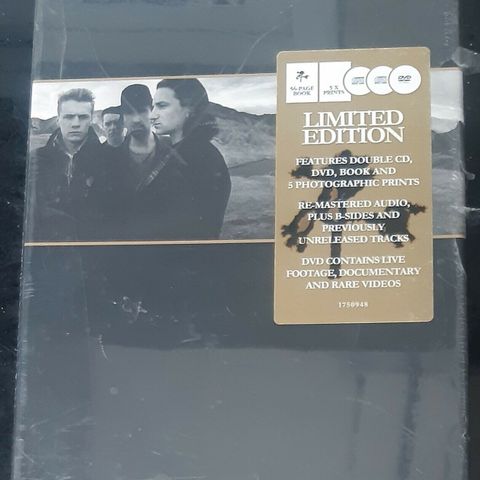 56 PAGE
BOOK
5 X
PRINTS
LIMITED
EDITION
FEATURES DOUBLE CD,
DVD, BOOK AND
5 PHOTOGRAPHIC PRINTS
RE-MASTERED AUDIO,
PLUS B-SIDES AND
PREVIOUSLY
UNRELEASED TRACKS
DVD CONTAINS LIVE
FOOTAGE, DOCUMENTARY
AND RARE VIDEOS
1750948